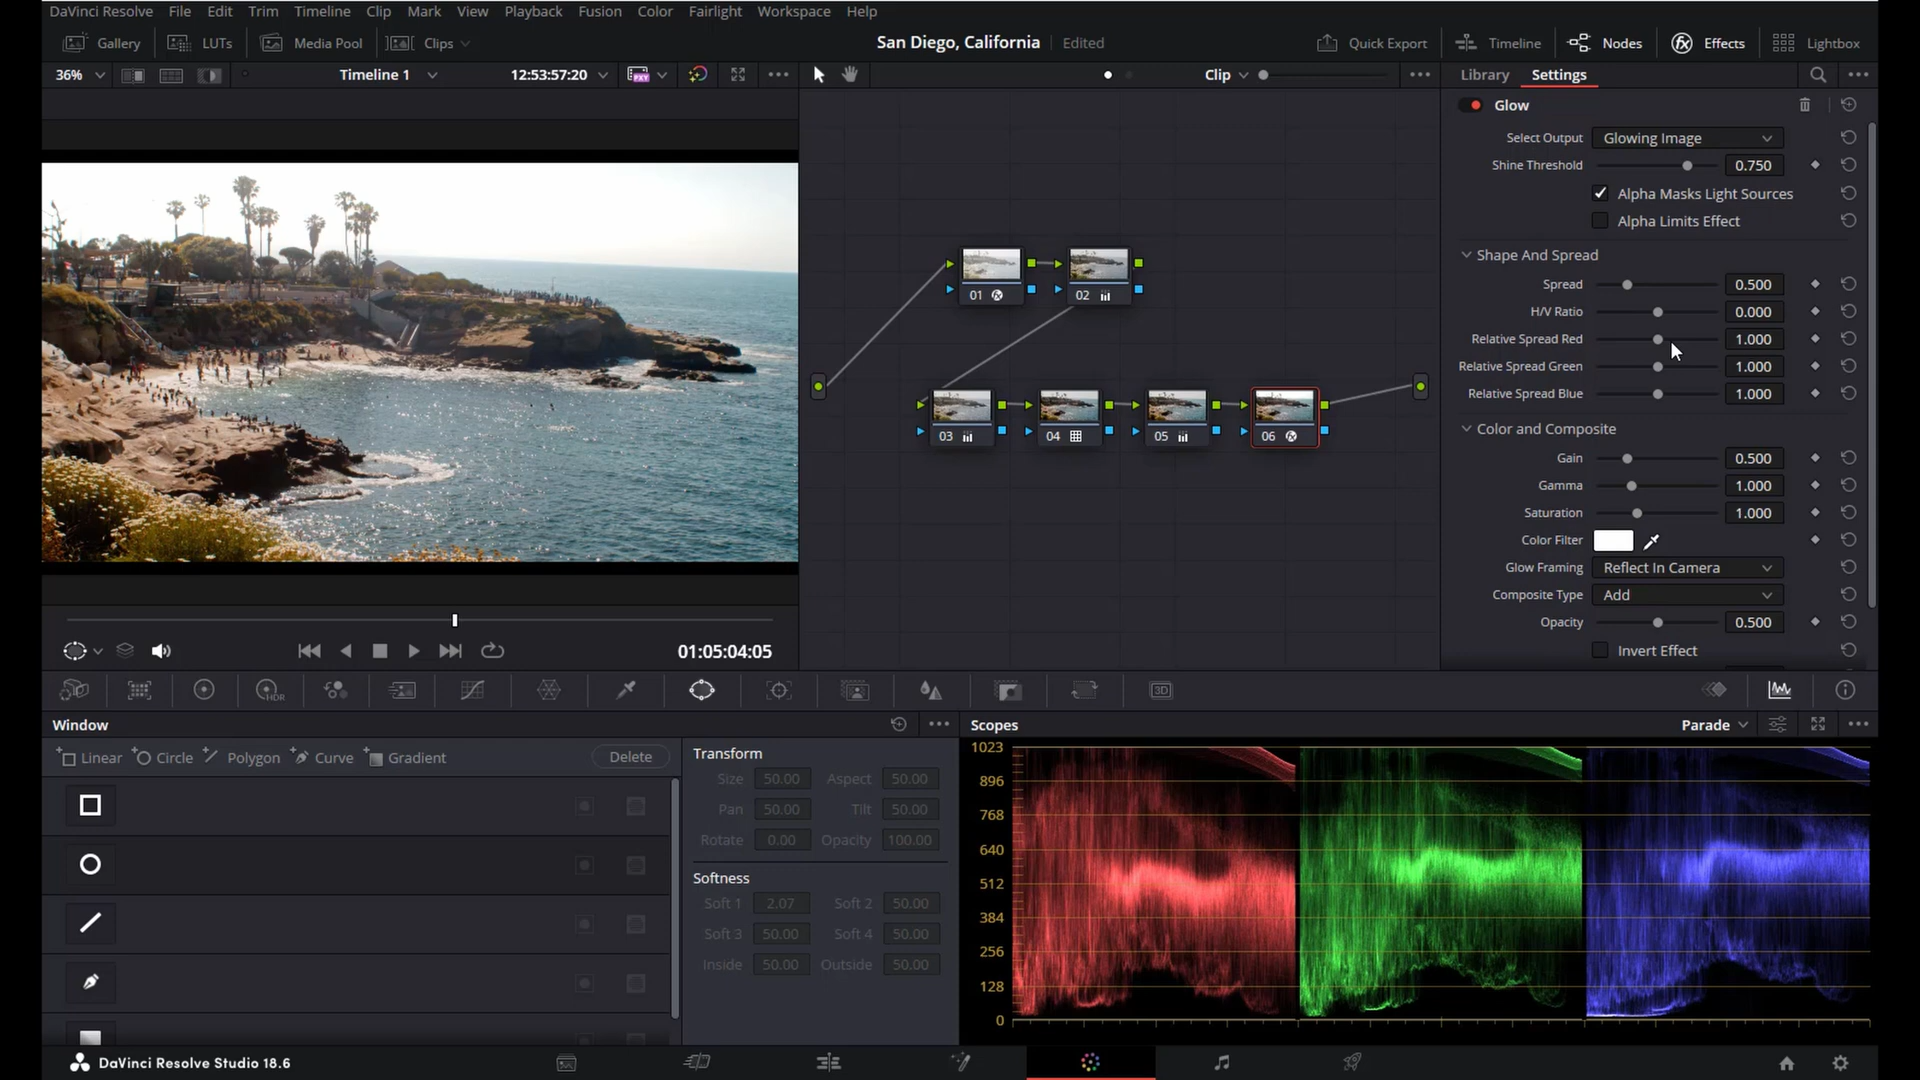 DaVinci Resolve File Edit Trim Timeline Clip Mark View Playback Fusion Color Fairlight Workspace Help
Gallery LUTs Media Pool Clips San Diego, California Edited Quick Export Timeline Nodes Effects Lightbox
36% Timeline 1 12:53:57:20 PXY Clip Library Settings
Glow
Select Output Glowing Image
Shine Threshold 0.750
Alpha Masks Light Sources
Alpha Limits Effect
Shape And Spread
Spread 0.500
H/V Ratio 0.000
Relative Spread Red 1.000
Relative Spread Green 1.000
Relative Spread Blue 1.000
Color and Composite
Gain 0.500
Gamma 1.000
Saturation 1.000
Color Filter
Glow Framing Reflect In Camera
Composite Type Add
Opacity 0.500
Invert Effect
01 02
03 04 05 06
01:05:04:05
HDR 3D
Window
Linear Circle Polygon Curve Gradient Delete
Transform
Size 50.00 Aspect 50.00
Pan 50.00 Tilt 50.00
Rotate 0.00 Opacity 100.00
Softness
Soft 1 2.07 Soft 2 50.00
Soft 3 50.00 Soft 4 50.00
Inside 50.00 Outside 50.00
Scopes Parade
1023
896
768
640
512
384
256
128
0
DaVinci Resolve Studio 18.6